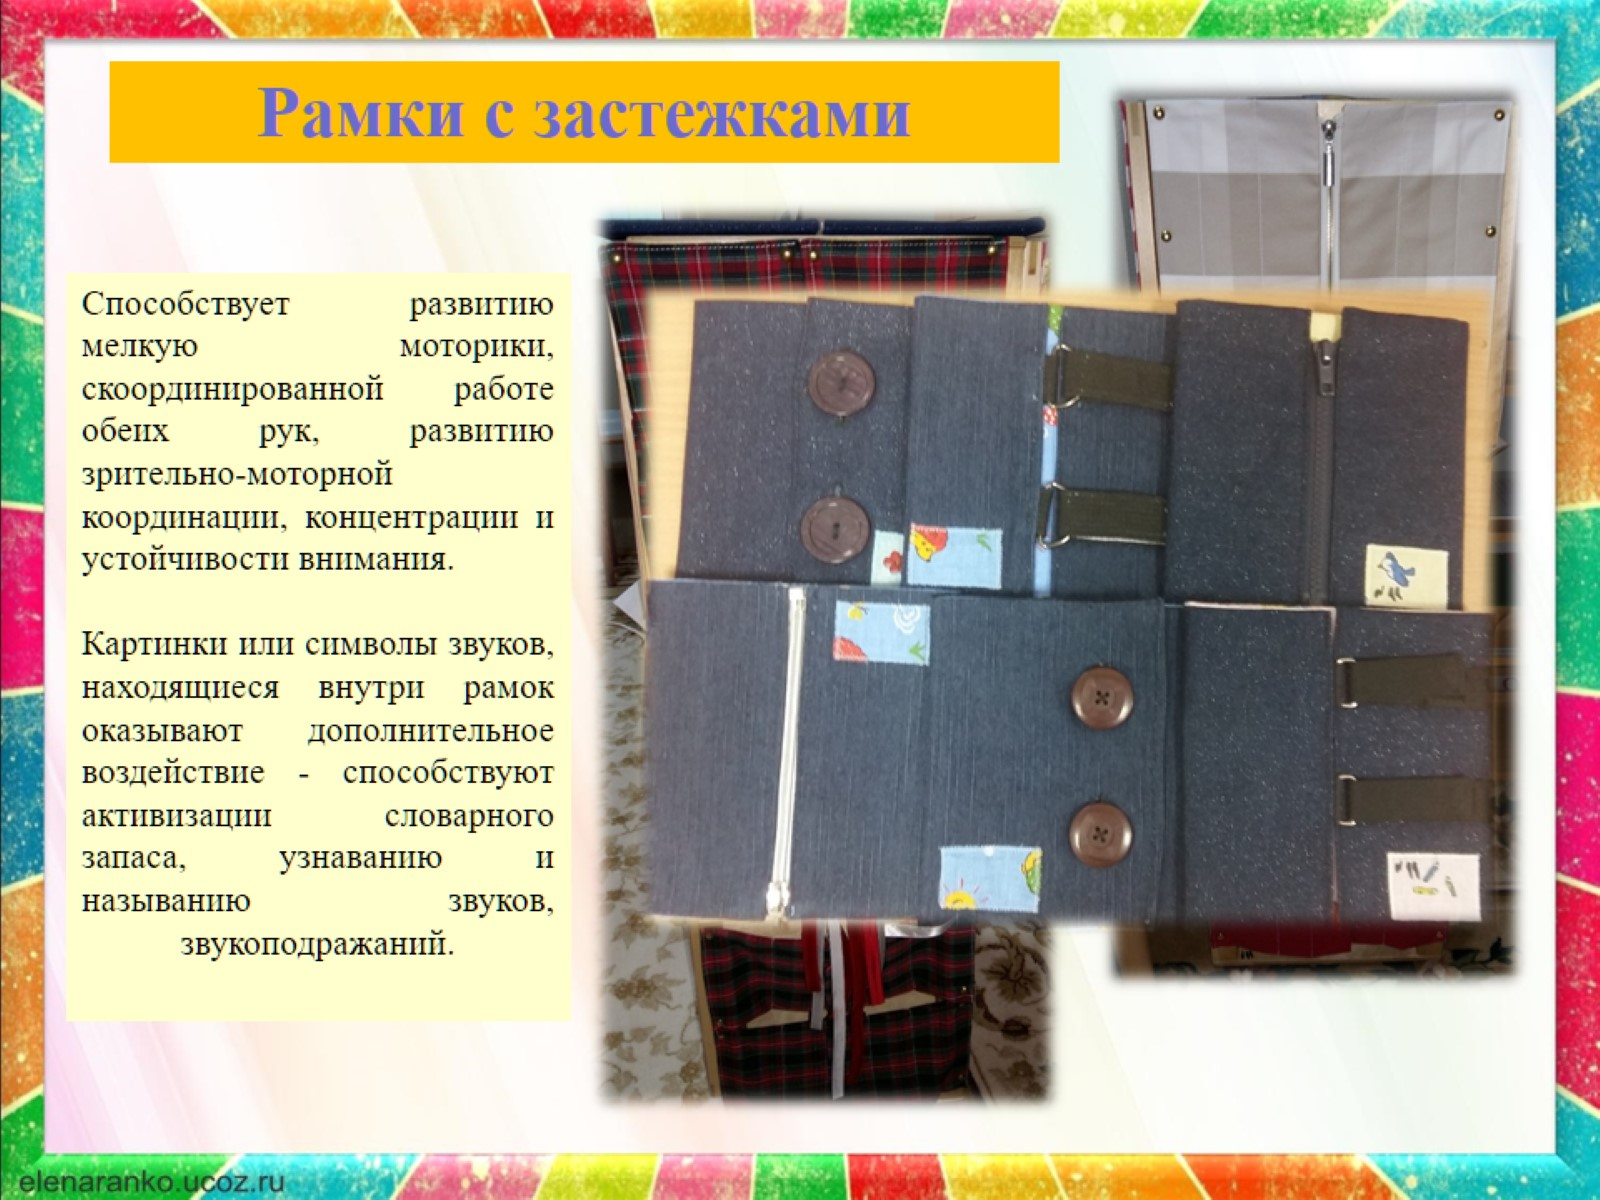 Рамки с застежками
Способствует развитию
мелкую моторики,
скоординированной работе
обеих рук, развитию
зрительно-моторной
координации, концентрации и
устойчивости внимания.
Картинки или символы звуков,
находящиеся внутри рамок
оказывают дополнительное
воздействие - способствуют
активизации словарного
запаса, узнаванию и
называнию звуков,
звукоподражаний.
elenaranko.ucoz.ru